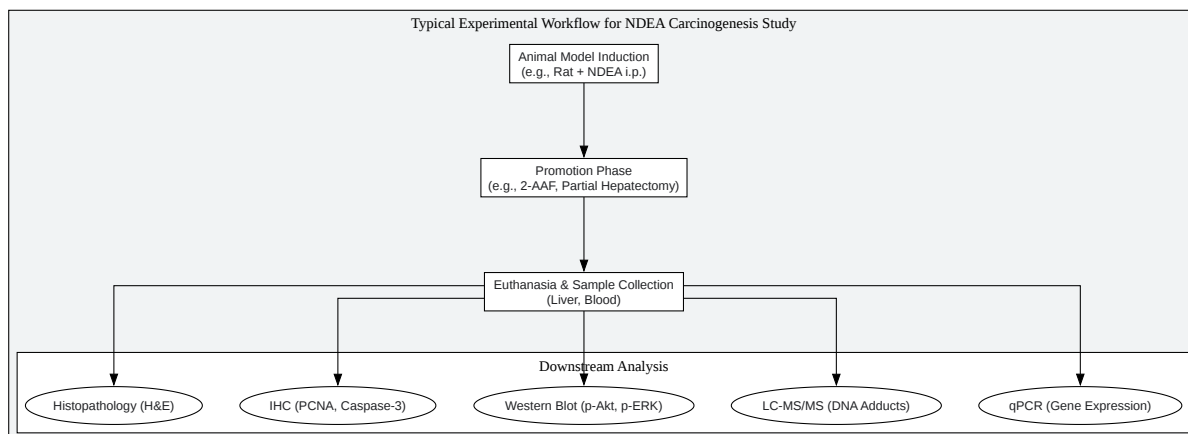 Typical Experimental Workflow for NDEA Carcinogenesis Study
Animal Model Induction
(e.g., Rat + NDEA i.p.)
Promotion Phase
(e.g., 2-AAF, Partial Hepatectomy)
Euthanasia & Sample Collection
(Liver, Blood)
Downstream Analysis
Histopathology (H&E)
IHC (PCNA, Caspase-3)
Western Blot (p-Akt, p-ERK)
LC-MS/MS (DNA Adducts)
qPCR (Gene Expression)